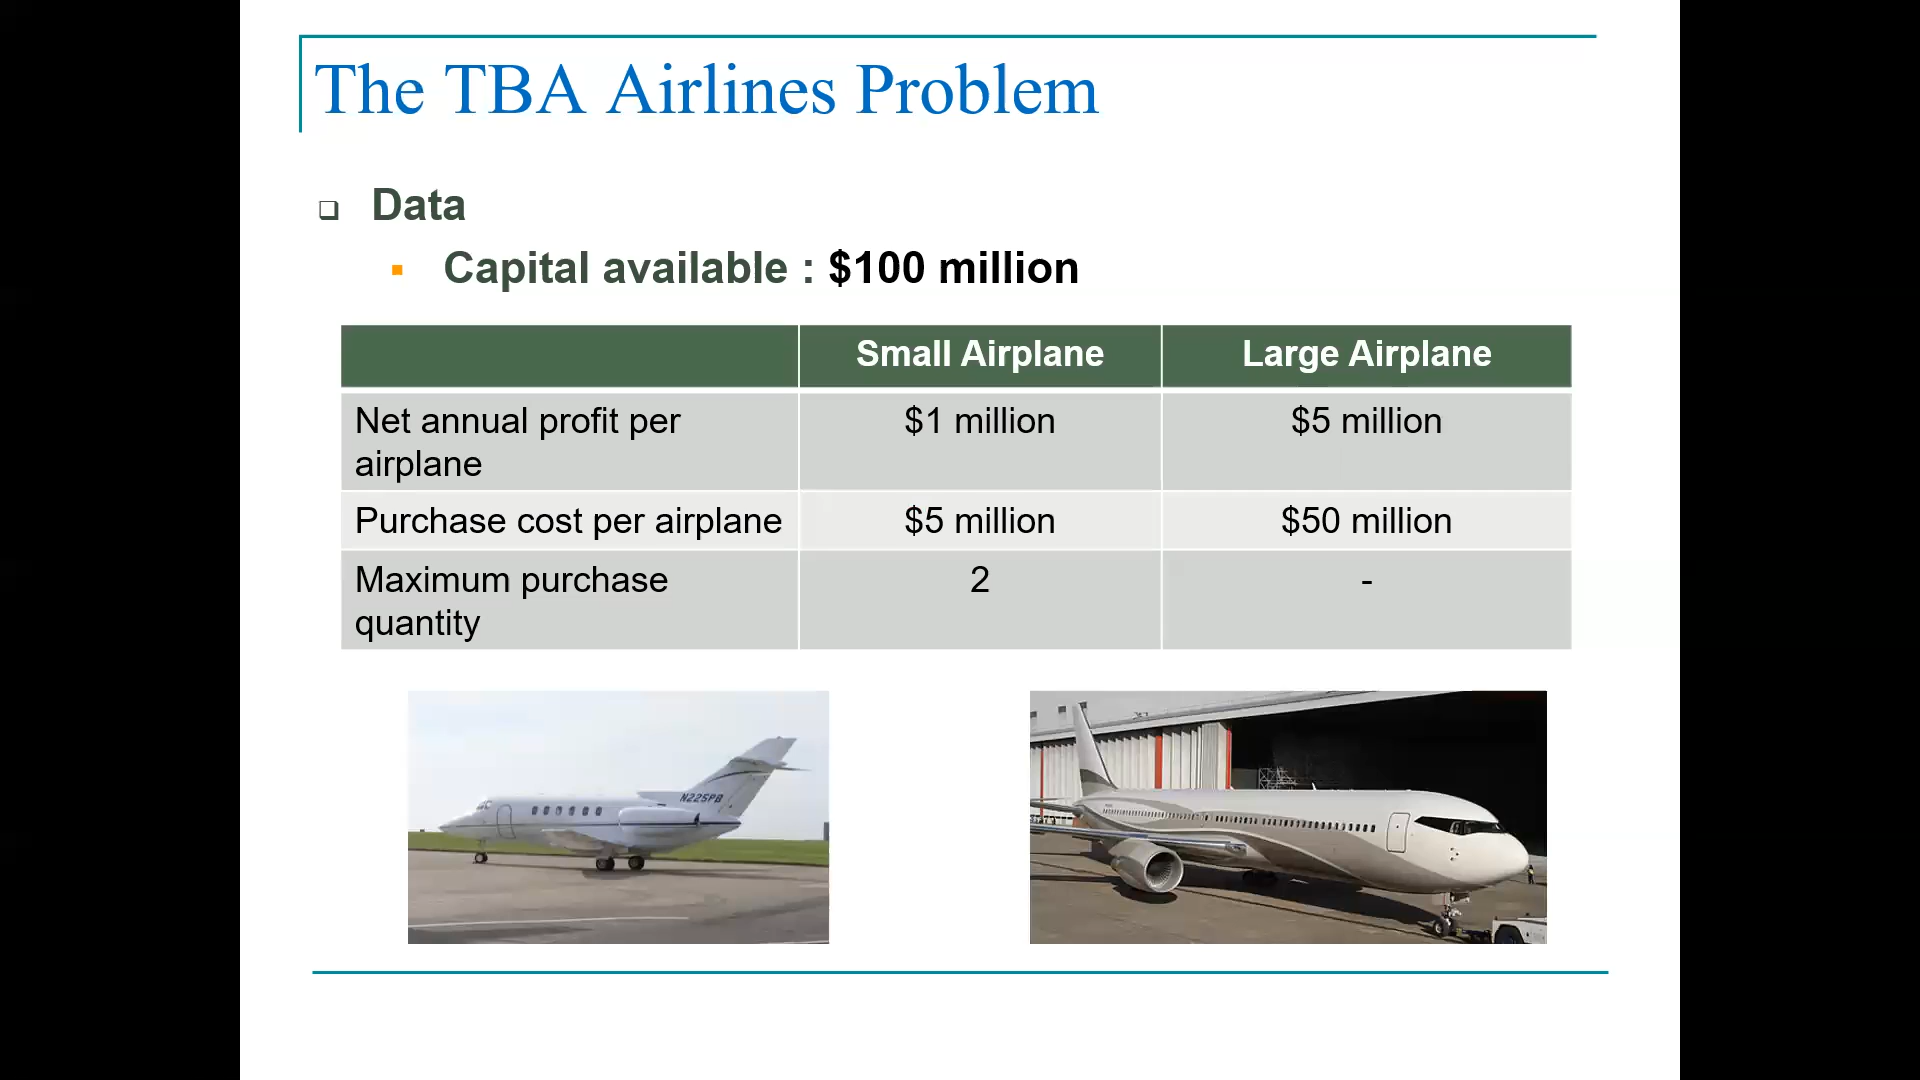 The TBA Airlines Problem
❑ Data
▪ Capital available : $100 million
Small Airplane Large Airplane
Net annual profit per airplane $1 million $5 million
Purchase cost per airplane $5 million $50 million
Maximum purchase quantity 2 -
N225PB